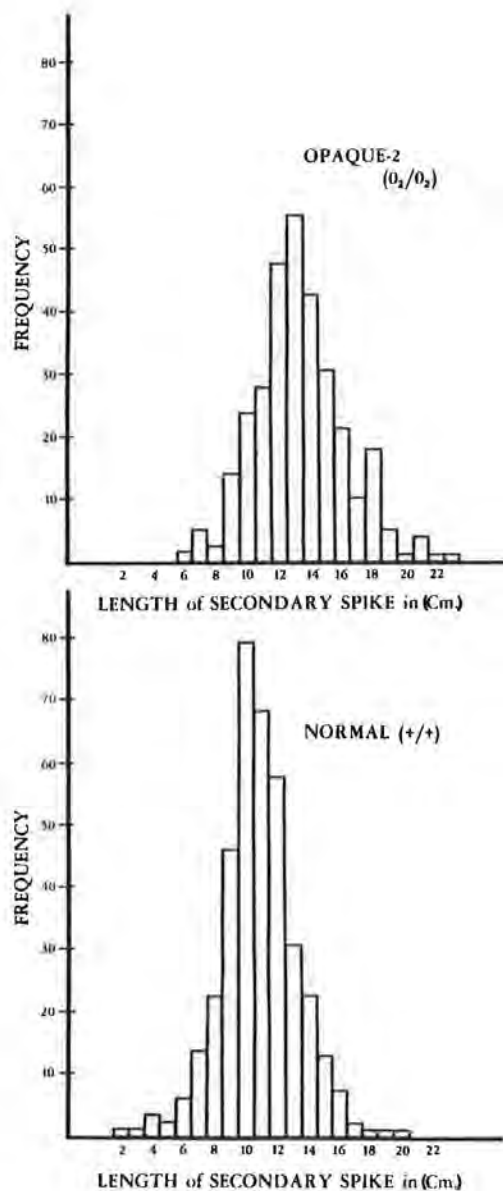 80
70
OPAQUE-2
(O₂/O₂)
60
50
40
30
20
10
FREQUENCY
2 4 6 8 10 12 14 16 18 20 22
LENGTH of SECONDARY SPIKE in (Cm.)
80
70
NORMAL (+/+)
60
50
40
30
20
10
FREQUENCY
2 4 6 8 10 12 14 16 18 20 22
LENGTH of SECONDARY SPIKE in (Cm.)